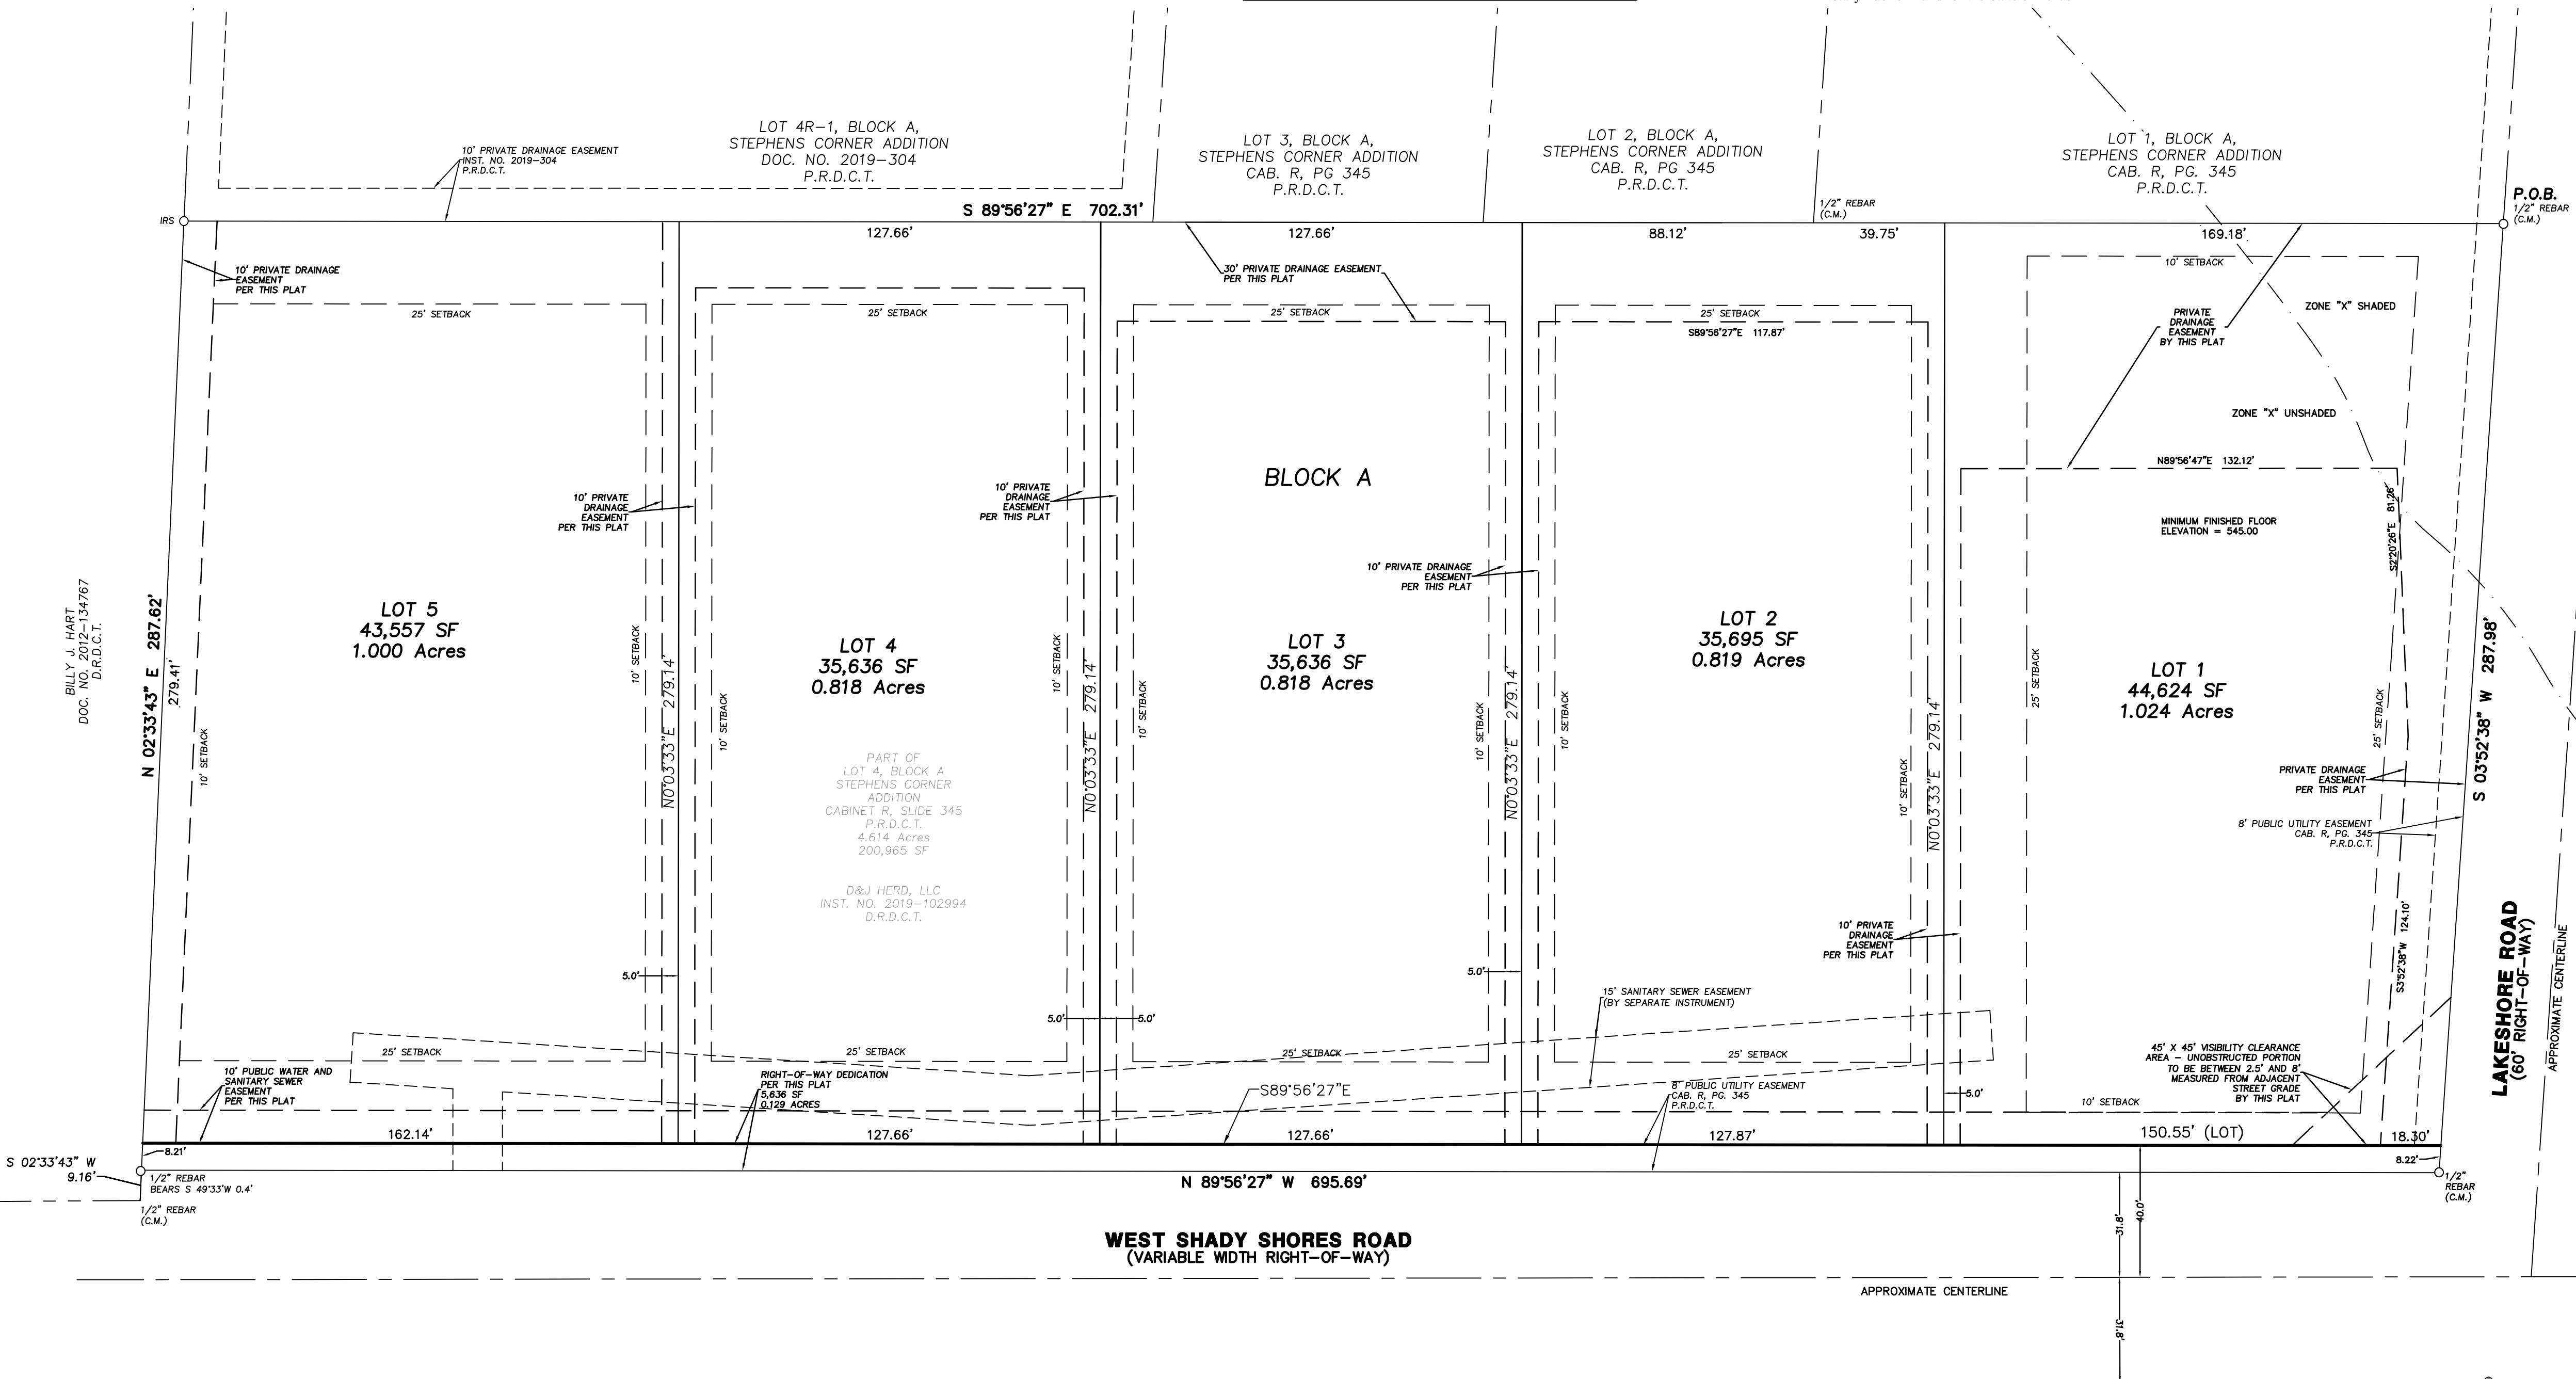 LOT 4R-1, BLOCK A,
STEPHENS CORNER ADDITION
DOC. NO. 2019-304
P.R.D.C.T.
LOT 3, BLOCK A,
STEPHENS CORNER ADDITION
CAB. R, PG 345
P.R.D.C.T.
LOT 2, BLOCK A,
STEPHENS CORNER ADDITION
CAB. R, PG 345
P.R.D.C.T.
LOT 1, BLOCK A,
STEPHENS CORNER ADDITION
CAB. R, PG. 345
P.R.D.C.T.
10' PRIVATE DRAINAGE EASEMENT
INST. NO. 2019-304
P.R.D.C.T.
P.O.B.
1/2" REBAR
(C.M.)
1/2" REBAR
(C.M.)
IRS
S 89°56'27" E 702.31'
127.66'
127.66'
88.12'
39.75'
169.18'
10' PRIVATE DRAINAGE
EASEMENT
PER THIS PLAT
30' PRIVATE DRAINAGE EASEMENT
PER THIS PLAT
10' SETBACK
25' SETBACK
25' SETBACK
25' SETBACK
25' SETBACK
S89°56'27"E 117.87'
PRIVATE
DRAINAGE
EASEMENT
BY THIS PLAT
ZONE "X" SHADED
ZONE "X" UNSHADED
N89°56'47"E 132.12'
S2°20'26"E 81.26'
MINIMUM FINISHED FLOOR
ELEVATION = 545.00
BLOCK A
10' PRIVATE
DRAINAGE
EASEMENT
PER THIS PLAT
10' PRIVATE
DRAINAGE
EASEMENT
PER THIS PLAT
10' PRIVATE DRAINAGE
EASEMENT
PER THIS PLAT
BILLY J. HART
DOC. NO. 2012-134767
D.R.D.C.T.
N 02°33'43" E 287.62'
279.41'
10' SETBACK
LOT 5
43,557 SF
1.000 Acres
10' SETBACK
N0°03'33"E 279.14'
10' SETBACK
LOT 4
35,636 SF
0.818 Acres
10' SETBACK
N0°03'33"E 279.14'
10' SETBACK
LOT 3
35,636 SF
0.818 Acres
10' SETBACK
N0°03'33"E 279.14'
10' SETBACK
LOT 2
35,695 SF
0.819 Acres
10' SETBACK
N0°03'33"E 279.14'
25' SETBACK
LOT 1
44,624 SF
1.024 Acres
25' SETBACK
S 03°52'38" W 287.98'
PART OF
LOT 4, BLOCK A
STEPHENS CORNER
ADDITION
CABINET R, SLIDE 345
P.R.D.C.T.
4.614 Acres
200,965 SF
D&J HERD, LLC
INST. NO. 2019-102994
D.R.D.C.T.
PRIVATE DRAINAGE
EASEMENT
PER THIS PLAT
8' PUBLIC UTILITY EASEMENT
CAB. R, PG. 345
P.R.D.C.T.
10' PRIVATE
DRAINAGE
EASEMENT
PER THIS PLAT
S3°52'38"W 124.10'
LAKESHORE ROAD
(60' RIGHT-OF-WAY)
APPROXIMATE CENTERLINE
5.0'
5.0'
5.0'
5.0'
5.0'
15' SANITARY SEWER EASEMENT
(BY SEPARATE INSTRUMENT)
25' SETBACK
25' SETBACK
25' SETBACK
25' SETBACK
10' SETBACK
45' X 45' VISIBILITY CLEARANCE
AREA - UNOBSTRUCTED PORTION
TO BE BETWEEN 2.5' AND 8'
MEASURED FROM ADJACENT
STREET GRADE
BY THIS PLAT
10' PUBLIC WATER AND
SANITARY SEWER
EASEMENT
PER THIS PLAT
RIGHT-OF-WAY DEDICATION
PER THIS PLAT
5,636 SF
0.129 ACRES
S89°56'27"E
8' PUBLIC UTILITY EASEMENT
CAB. R, PG. 345
P.R.D.C.T.
162.14'
127.66'
127.66'
127.87'
150.55' (LOT)
18.30'
8.21'
8.22'
S 02°33'43" W
9.16'
1/2" REBAR
BEARS S 49°33'W 0.4'
1/2" REBAR
(C.M.)
1/2"
REBAR
(C.M.)
N 89°56'27" W 695.69'
31.8'
40.0'
WEST SHADY SHORES ROAD
(VARIABLE WIDTH RIGHT-OF-WAY)
APPROXIMATE CENTERLINE
31.8'